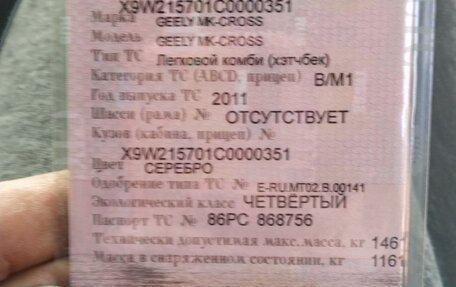 X9W215701C0000351
Марка GEELY MK-CROSS
Модель GEELY MK-CROSS
Тип ТС Легковой комби (хэтчбек)
Категория ТС (ABCD, прицеп) B/M1
Год выпуска ТС 2011
Шасси (рама) № ОТСУТСТВУЕТ
Кузов (кабина, прицеп) №
X9W215701C0000351
Цвет СЕРЕБРО
Одобрение типа ТС № E-RU.MT02.B.00141
Экологический класс ЧЕТВЁРТЫЙ
Паспорт ТС № 86РС 868756
Технически допустимая макс.масса, кг 1461
Масса в снаряженном состоянии, кг 1161